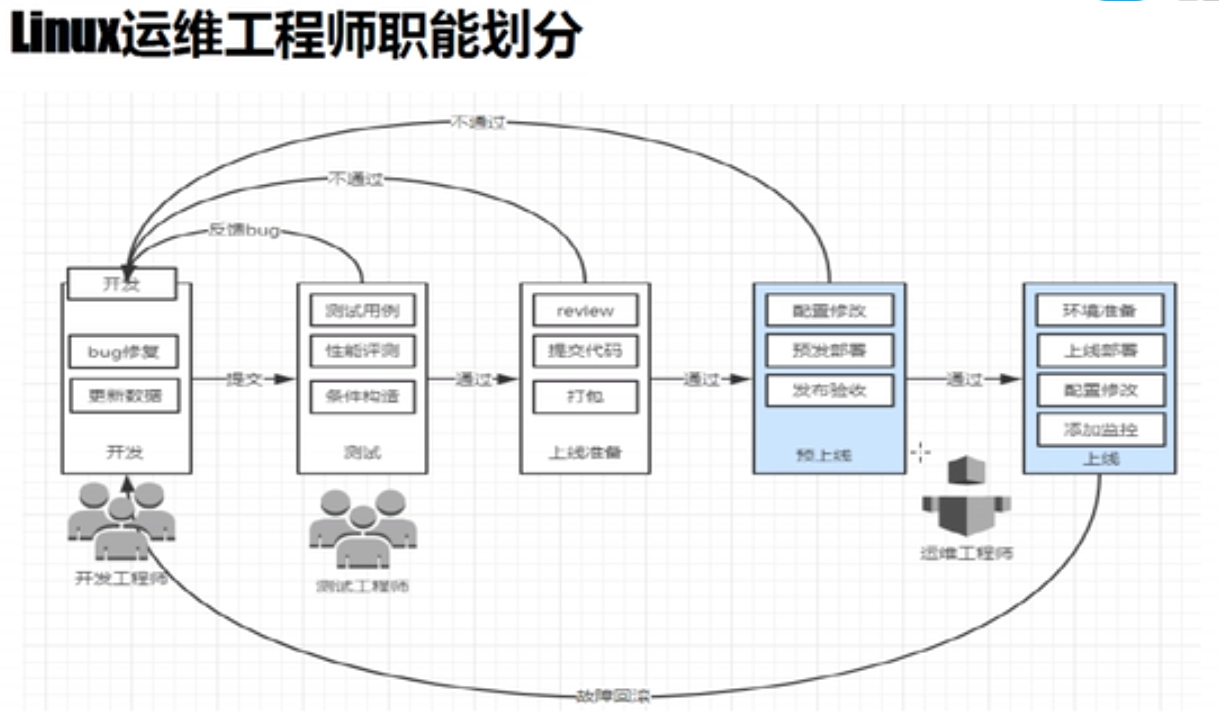 Linux运维工程师职能划分
不通过
不通过
反馈bug
开发
bug修复
更新数据
开发
提交
测试用例
性能评测
条件构造
测试
通过
review
提交代码
打包
上线准备
通过
配置修改
预发部署
发布验收
预上线
通过
环境准备
上线部署
配置修改
添加监控
上线
开发工程师
测试工程师
运维工程师
故障回滚